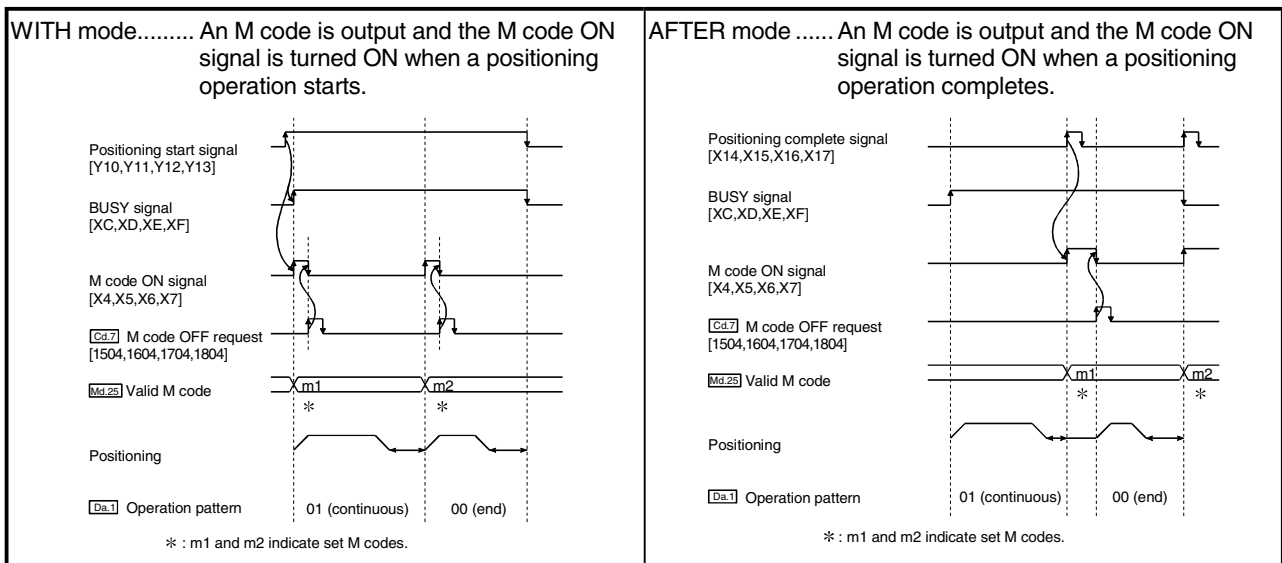 WITH mode......... An M code is output and the M code ON
signal is turned ON when a positioning
operation starts.
Positioning start signal
[Y10,Y11,Y12,Y13]
BUSY signal
[XC,XD,XE,XF]
M code ON signal
[X4,X5,X6,X7]
Cd.7 M code OFF request
[1504,1604,1704,1804]
Md.25 Valid M code
m1
m2
* *
Positioning
Da.1 Operation pattern
01 (continuous)
00 (end)
* : m1 and m2 indicate set M codes.
AFTER mode ...... An M code is output and the M code ON
signal is turned ON when a positioning
operation completes.
Positioning complete signal
[X14,X15,X16,X17]
BUSY signal
[XC,XD,XE,XF]
M code ON signal
[X4,X5,X6,X7]
Cd.7 M code OFF request
[1504,1604,1704,1804]
Md.25 Valid M code
m1
m2
* *
Positioning
Da.1 Operation pattern
01 (continuous)
00 (end)
* : m1 and m2 indicate set M codes.